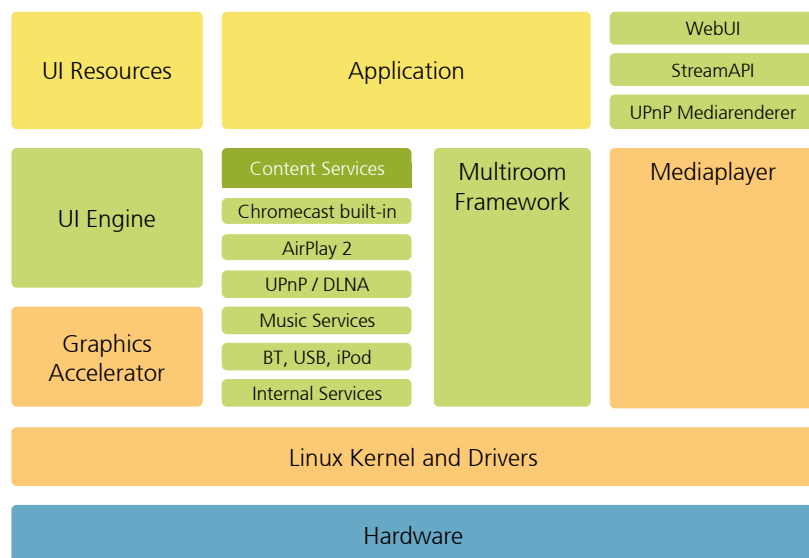 UI Resources
Application
WebUI
StreamAPI
UPnP Mediarenderer
UI Engine
Content Services
Chromecast built-in
AirPlay 2
UPnP / DLNA
Music Services
BT, USB, iPod
Internal Services
Multiroom
Framework
Mediaplayer
Graphics
Accelerator
Linux Kernel and Drivers
Hardware